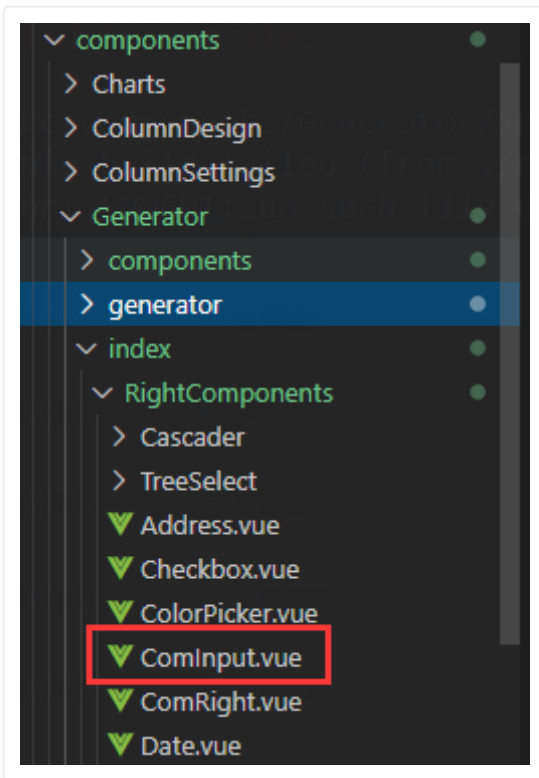 components
Charts
ColumnDesign
ColumnSettings
Generator
components
generator
index
RightComponents
Cascader
TreeSelect
Address.vue
Checkbox.vue
ColorPicker.vue
ComInput.vue
ComRight.vue
Date.vue